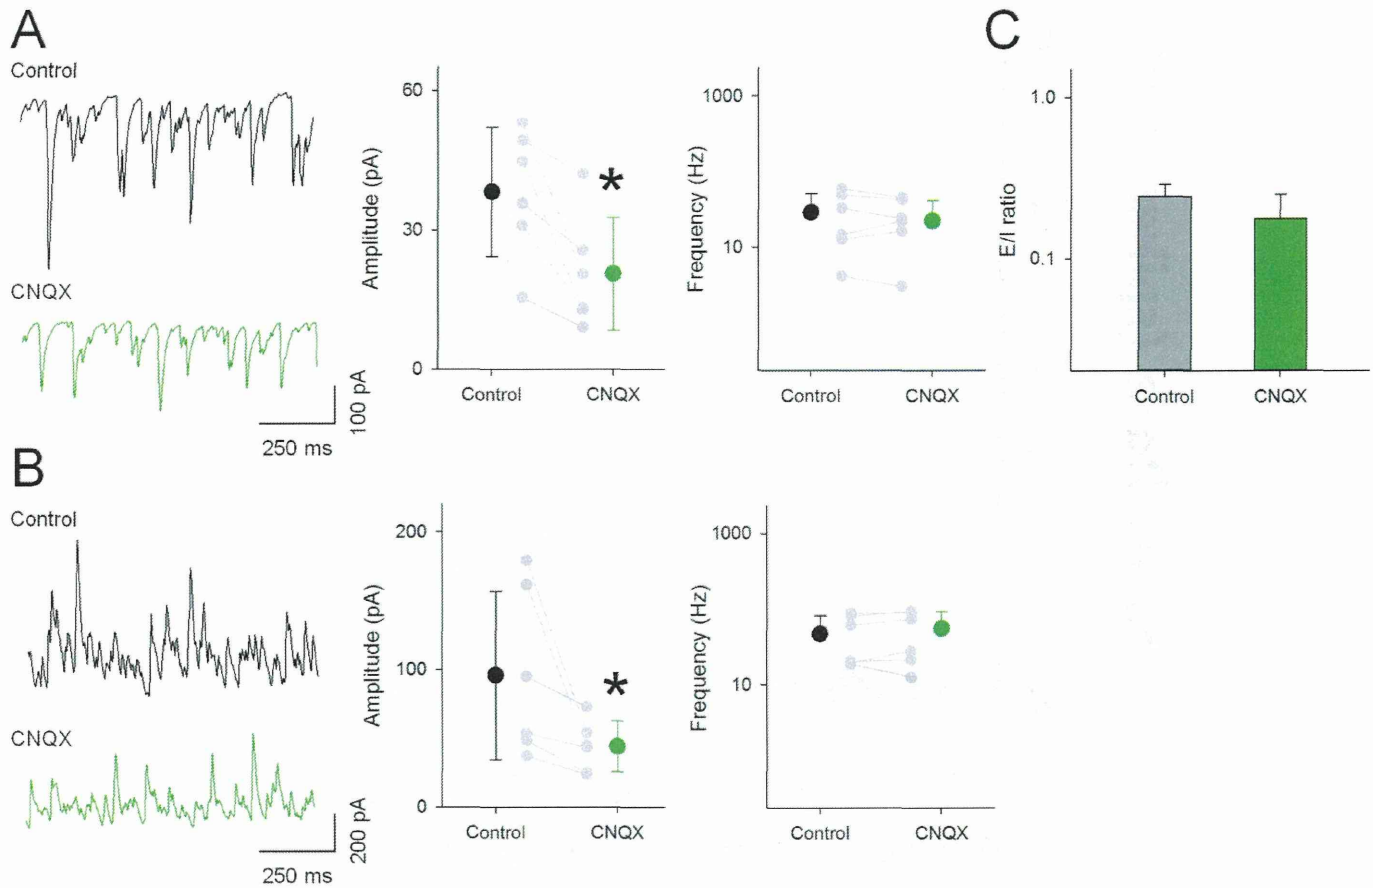 A
C
Control
CNQX
100 pA
250 ms
Amplitude (pA)
60
30
0
*
Control
CNQX
Frequency (Hz)
1000
10
Control
CNQX
E/I ratio
1.0
0.1
Control
CNQX
B
Control
CNQX
200 pA
250 ms
Amplitude (pA)
200
100
0
*
Control
CNQX
Frequency (Hz)
1000
10
Control
CNQX